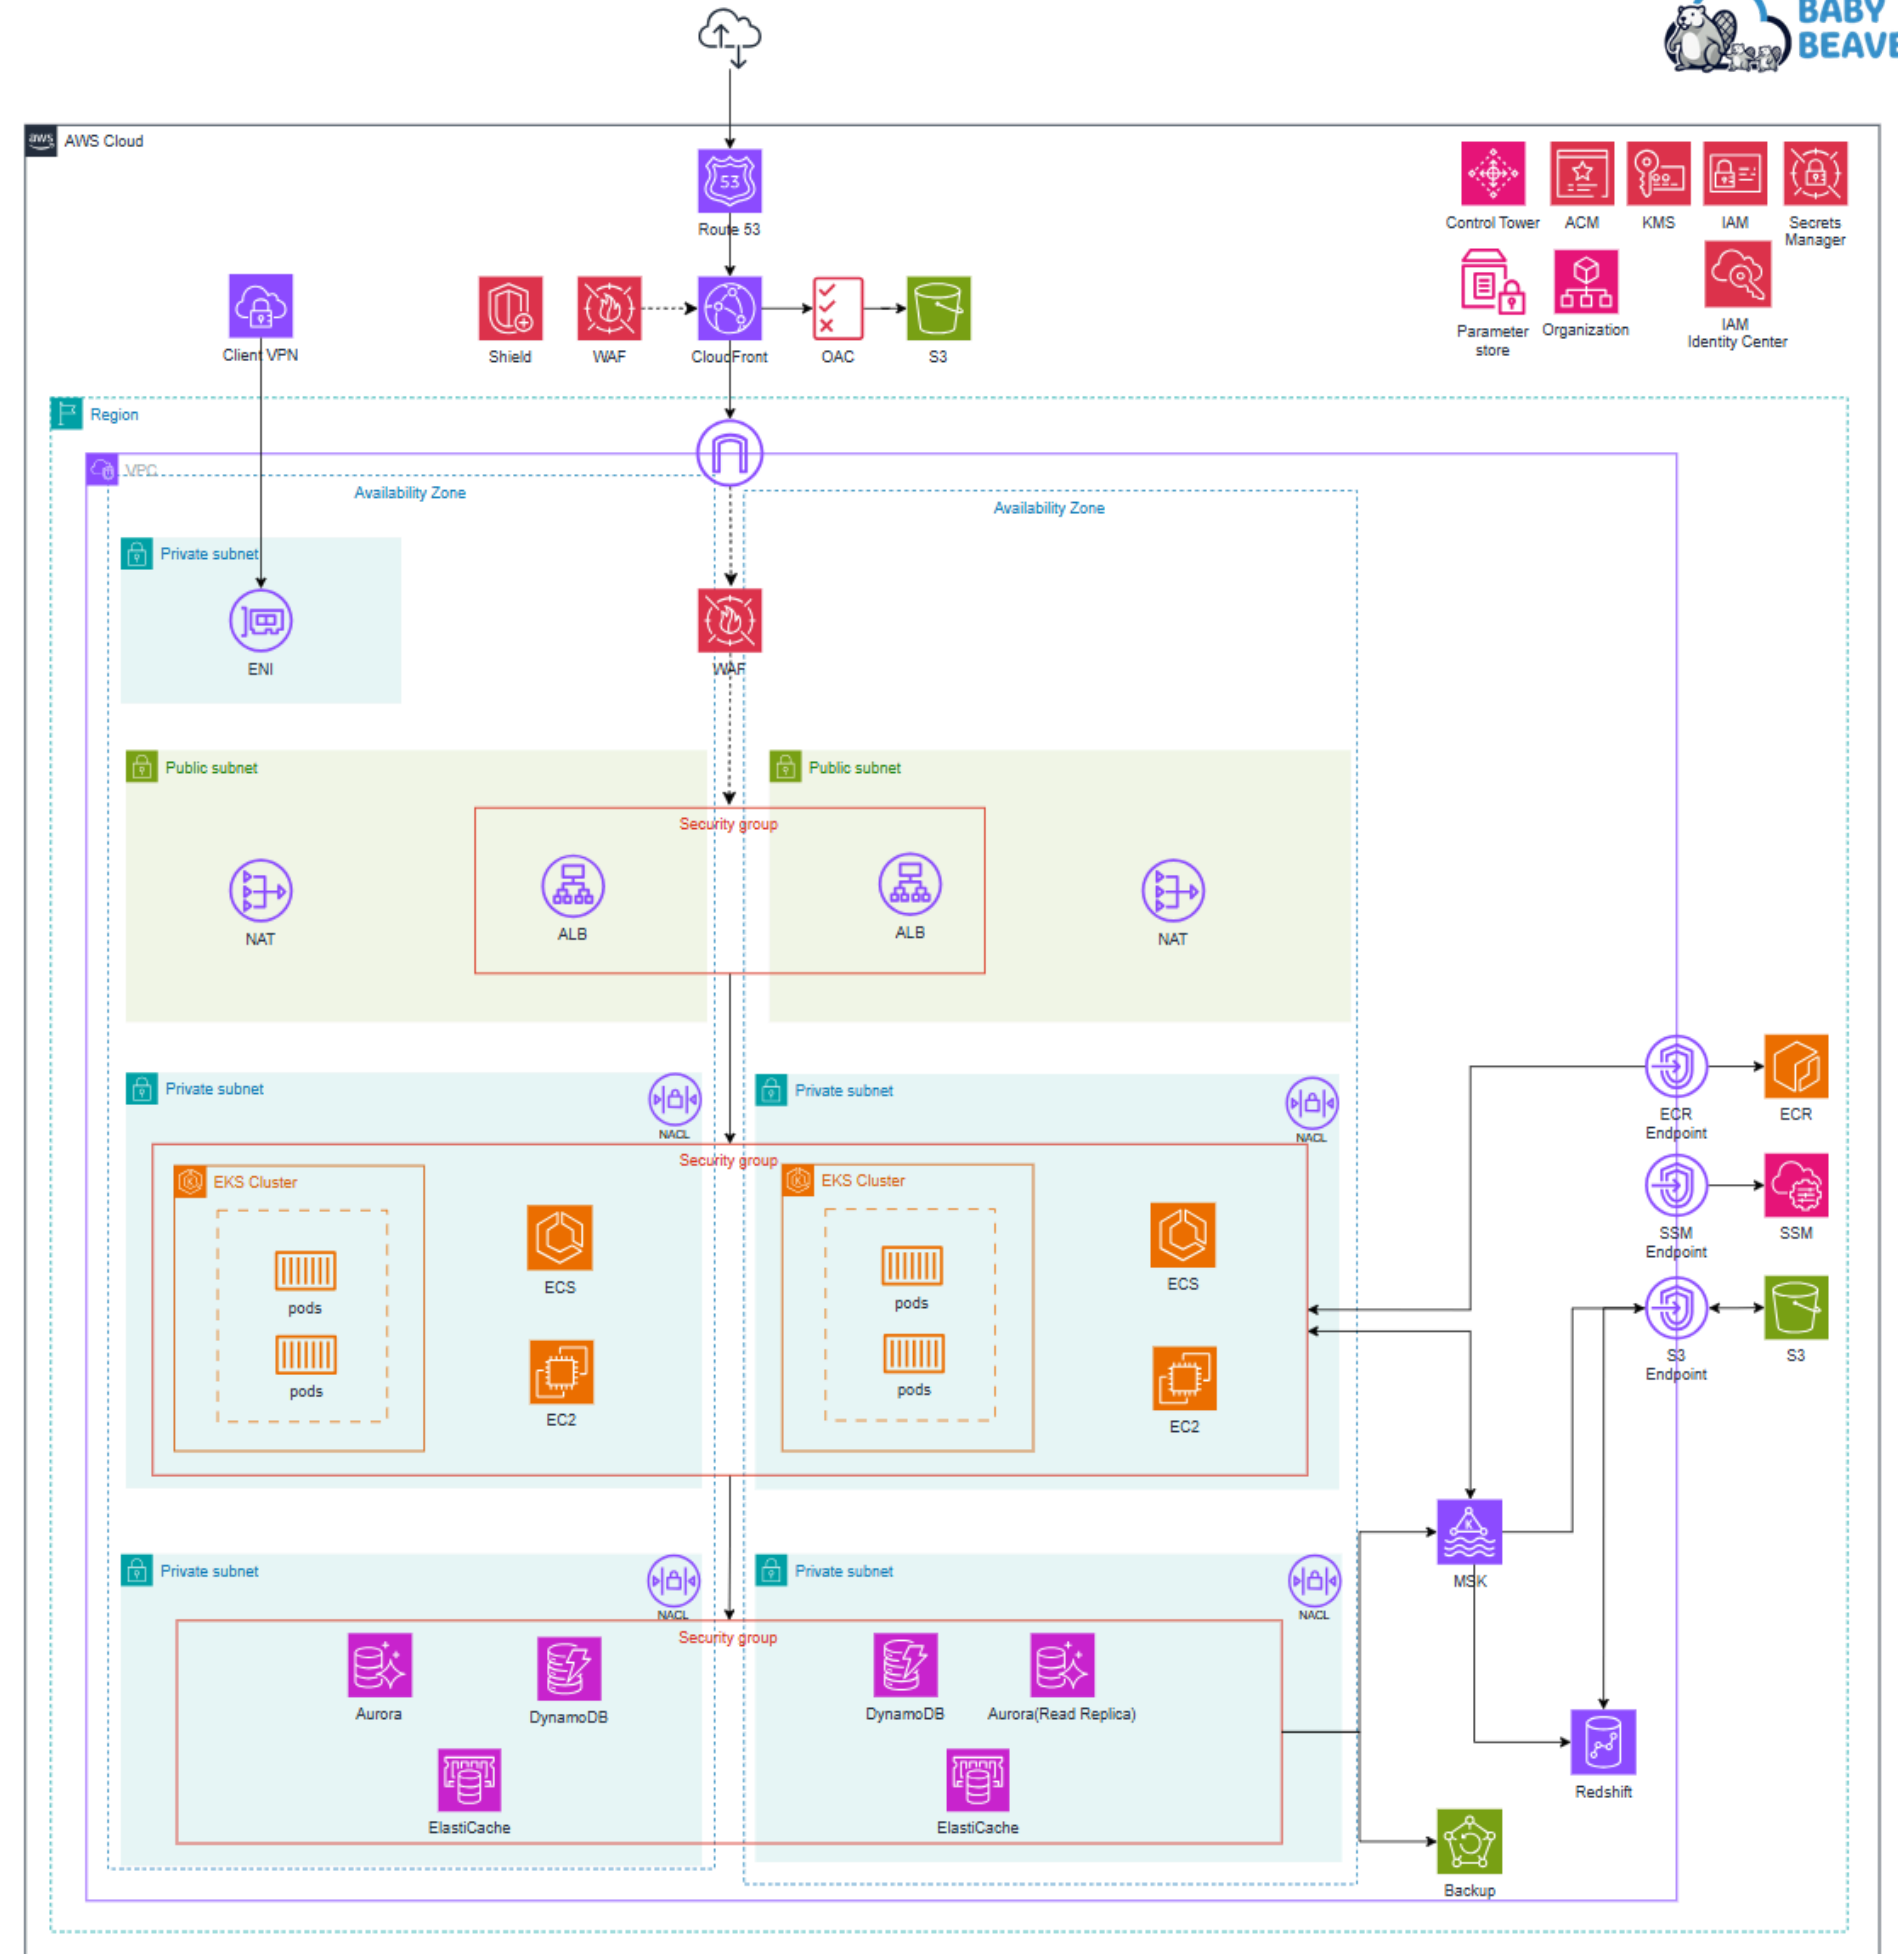 BABY
BEAVE
aws
AWS Cloud
53
Route 53
Control Tower
ACM
KMS
IAM
Secrets
Manager
Client VPN
Shield
WAF
CloudFront
OAC
S3
Parameter
store
Organization
IAM
Identity Center
Region
VPC
Availability Zone
Availability Zone
Private subnet
ENI
WAF
Public subnet
Public subnet
Security group
NAT
ALB
ALB
NAT
Private subnet
NACL
Private subnet
NACL
ECR
Endpoint
ECR
Security group
EKS Cluster
EKS Cluster
SSM
Endpoint
SSM
pods
ECS
pods
ECS
pods
EC2
pods
EC2
S3
Endpoint
S3
K
MSK
Private subnet
NACL
Private subnet
NACL
Security group
Aurora
DynamoDB
DynamoDB
Aurora(Read Replica)
ElastiCache
ElastiCache
Redshift
Backup